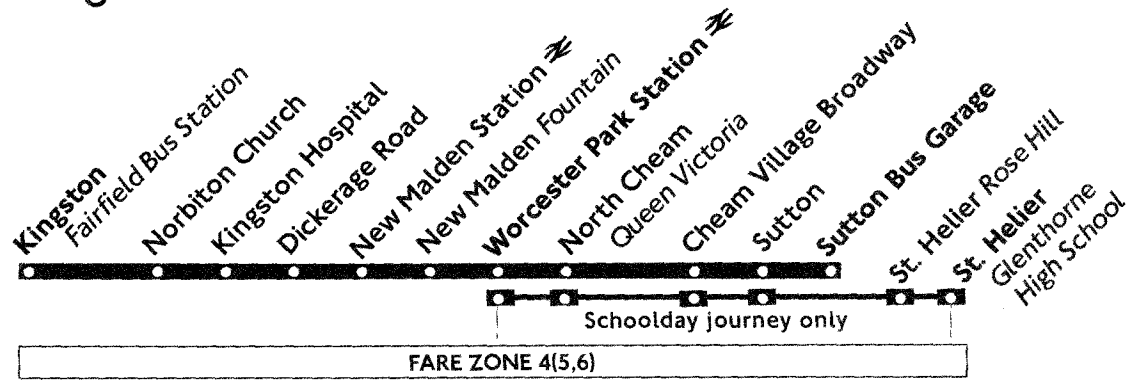 Kingston
Fairfield Bus Station
Norbiton Church
Kingston Hospital
Dickerage Road
New Malden Station
New Malden Fountain
Worcester Park Station
North Cheam
Queen Victoria
Cheam Village Broadway
Sutton
Sutton Bus Garage
St. Helier Rose Hill
St. Helier
Glenthorne
High School
Schoolday journey only
FARE ZONE 4(5,6)